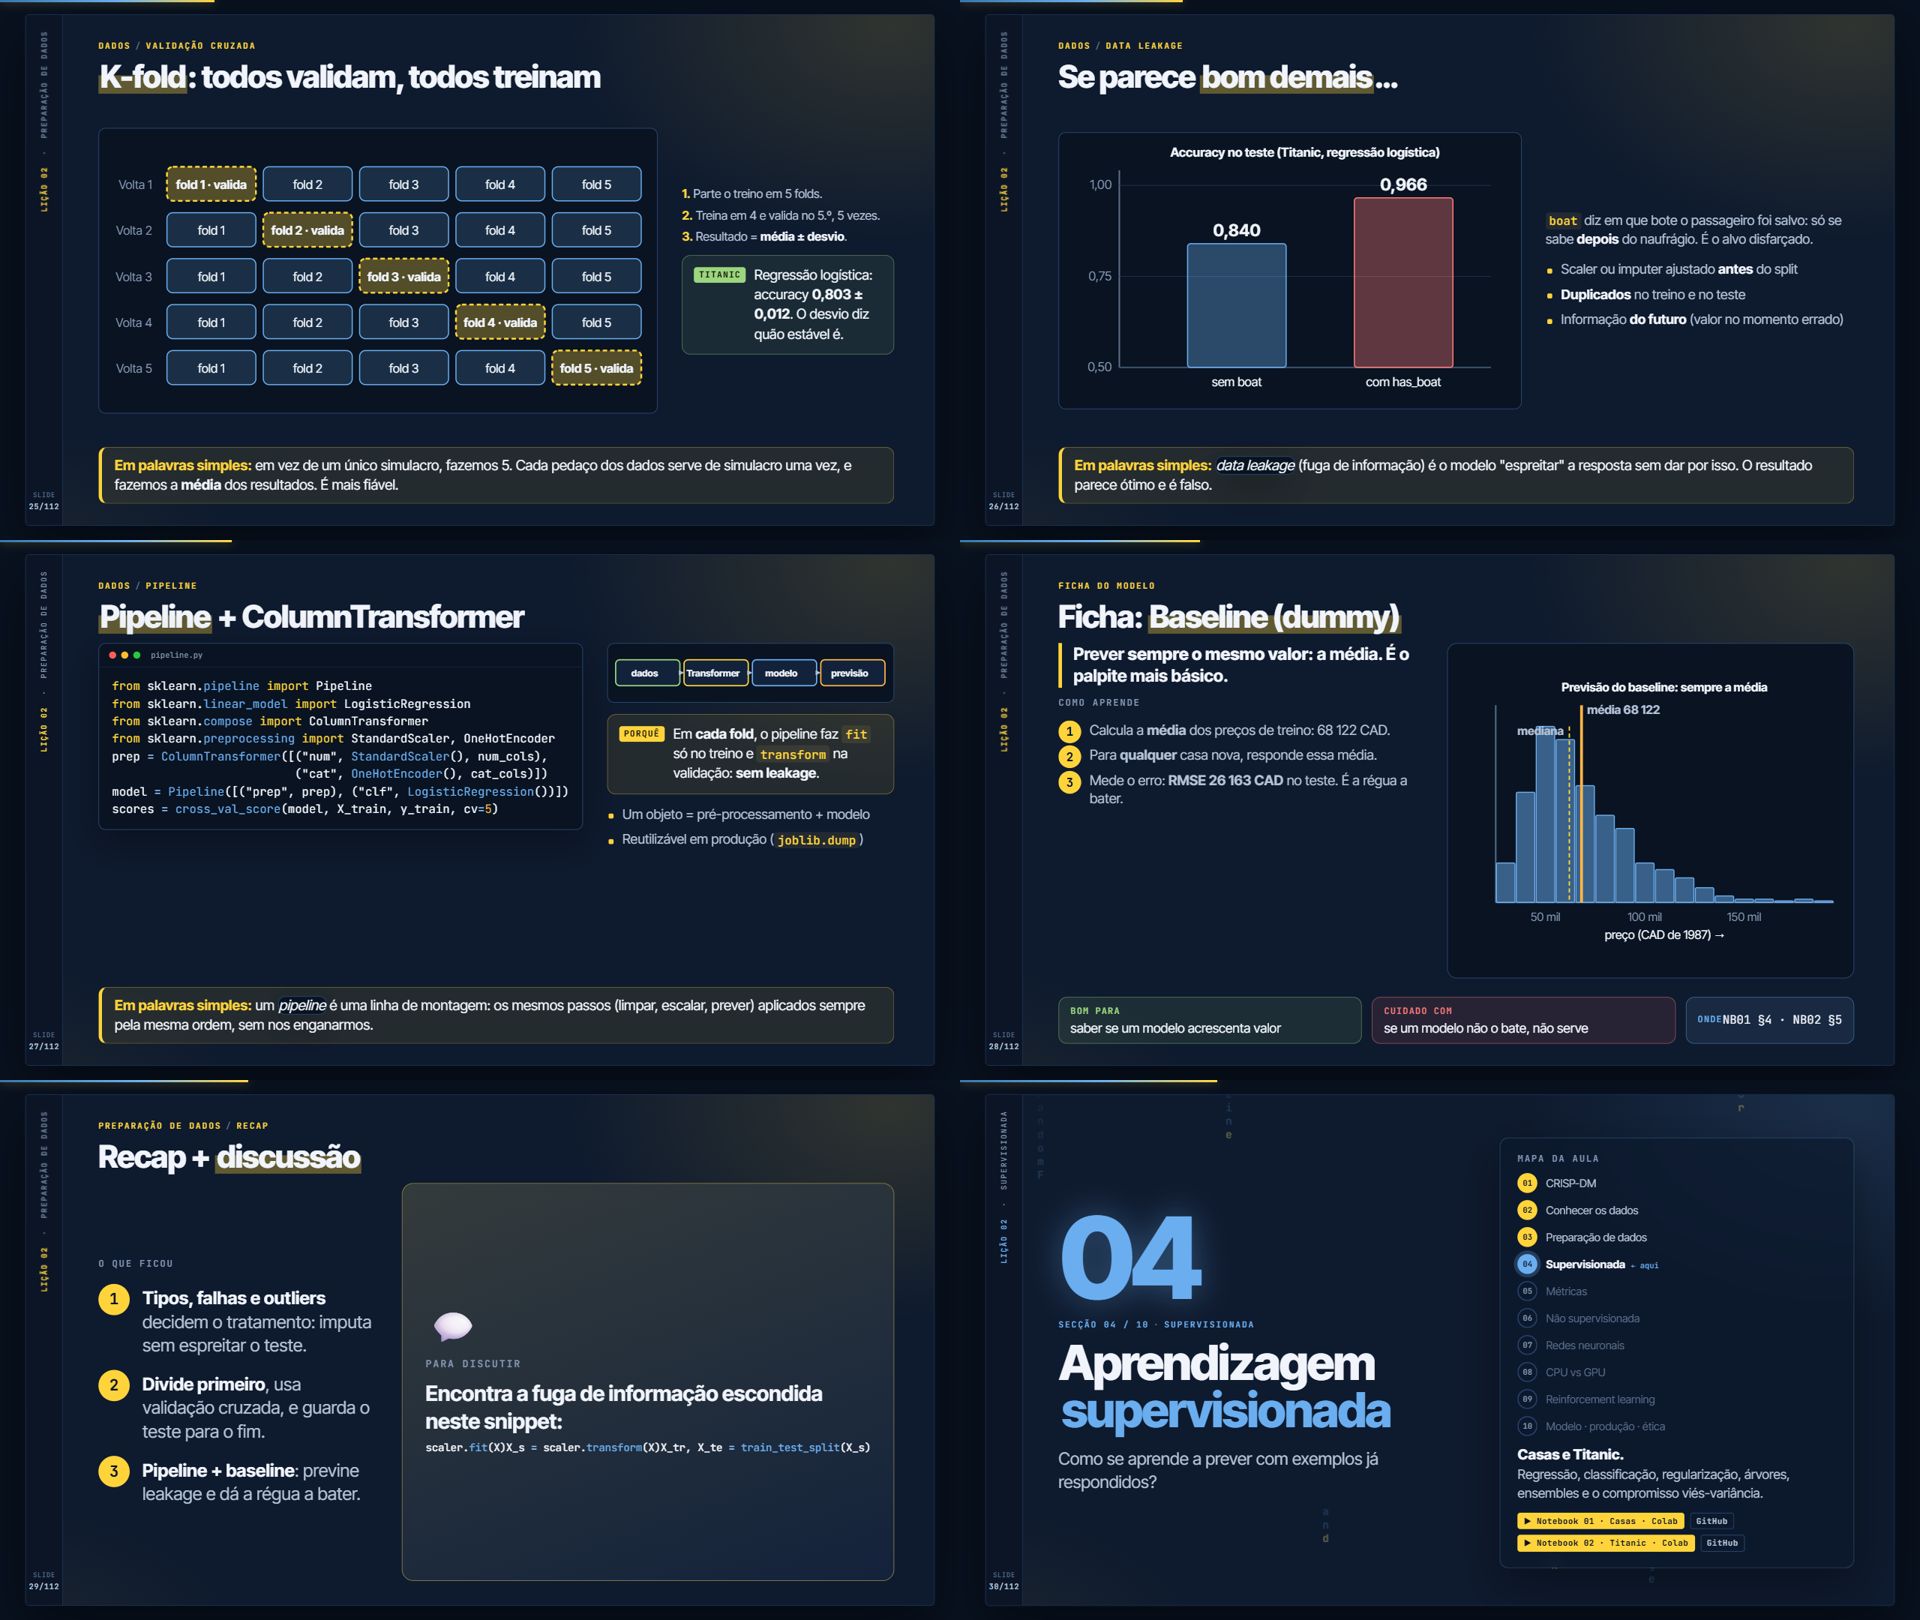 LIÇÃO 02 · PREPARAÇÃO DE DADOS
SLIDE
25/112
DADOS / VALIDAÇÃO CRUZADA
K-fold: todos validam, todos treinam
Volta 1 fold 1 · valida fold 2 fold 3 fold 4 fold 5
Volta 2 fold 1 fold 2 · valida fold 3 fold 4 fold 5
Volta 3 fold 1 fold 2 fold 3 · valida fold 4 fold 5
Volta 4 fold 1 fold 2 fold 3 fold 4 · valida fold 5
Volta 5 fold 1 fold 2 fold 3 fold 4 fold 5 · valida
1. Parte o treino em 5 folds.
2. Treina em 4 e valida no 5.º, 5 vezes.
3. Resultado = média ± desvio.
TITANIC Regressão logística:
accuracy 0,803 ±
0,012. O desvio diz
quão estável é.
Em palavras simples: em vez de um único simulacro, fazemos 5. Cada pedaço dos dados serve de simulacro uma vez, e
fazemos a média dos resultados. É mais fiável.
LIÇÃO 02 · PREPARAÇÃO DE DADOS
SLIDE
26/112
DADOS / DATA LEAKAGE
Se parece bom demais...
Accuracy no teste (Titanic, regressão logística)
1,00
0,75
0,50
0,840
0,966
sem boat
com has_boat
boat diz em que bote o passageiro foi salvo: só se
sabe depois do naufrágio. É o alvo disfarçado.
Scaler ou imputer ajustado antes do split
Duplicados no treino e no teste
Informação do futuro (valor no momento errado)
Em palavras simples: data leakage (fuga de informação) é o modelo "espreitar" a resposta sem dar por isso. O resultado
parece ótimo e é falso.
LIÇÃO 02 · PREPARAÇÃO DE DADOS
SLIDE
27/112
DADOS / PIPELINE
Pipeline + ColumnTransformer
pipeline.py
from sklearn.pipeline import Pipeline
from sklearn.linear_model import LogisticRegression
from sklearn.compose import ColumnTransformer
from sklearn.preprocessing import StandardScaler, OneHotEncoder
prep = ColumnTransformer([("num", StandardScaler(), num_cols),
("cat", OneHotEncoder(), cat_cols)])
model = Pipeline([("prep", prep), ("clf", LogisticRegression())])
scores = cross_val_score(model, X_train, y_train, cv=5)
dados Transformer modelo previsão
PORQUÊ Em cada fold, o pipeline faz fit
só no treino e transform na
validação: sem leakage.
Um objeto = pré-processamento + modelo
Reutilizável em produção (joblib.dump)
Em palavras simples: um pipeline é uma linha de montagem: os mesmos passos (limpar, escalar, prever) aplicados sempre
pela mesma ordem, sem nos enganarmos.
LIÇÃO 02 · PREPARAÇÃO DE DADOS
SLIDE
28/112
FICHA DO MODELO
Ficha: Baseline (dummy)
Prever sempre o mesmo valor: a média. É o
palpite mais básico.
COMO APRENDE
1 Calcula a média dos preços de treino: 68 122 CAD.
2 Para qualquer casa nova, responde essa média.
3 Mede o erro: RMSE 26 163 CAD no teste. É a régua a
bater.
Previsão do baseline: sempre a média
média 68 122
mediana
50 mil 100 mil 150 mil
preço (CAD de 1987) →
BOM PARA
saber se um modelo acrescenta valor
CUIDADO COM
se um modelo não o bate, não serve
ONDE NB01 §4 · NB02 §5
LIÇÃO 02 · PREPARAÇÃO DE DADOS
SLIDE
29/112
PREPARAÇÃO DE DADOS / RECAP
Recap + discussão
O QUE FICOU
1 Tipos, falhas e outliers
decidem o tratamento: imputa
sem espreitar o teste.
2 Divide primeiro, usa
validação cruzada, e guarda o
teste para o fim.
3 Pipeline + baseline: previne
leakage e dá a régua a bater.
PARA DISCUTIR
Encontra a fuga de informação escondida
neste snippet:
scaler.fit(X)X_s = scaler.transform(X)X_tr, X_te = train_test_split(X_s)
LIÇÃO 02 · SUPERVISIONADA
SLIDE
30/112
04
SECÇÃO 04 / 10 · SUPERVISIONADA
Aprendizagem
supervisionada
Como se aprende a prever com exemplos já
respondidos?
MAPA DA AULA
01 CRISP-DM
02 Conhecer os dados
03 Preparação de dados
04 Supervisionada ← aqui
05 Métricas
06 Não supervisionada
07 Redes neuronais
08 CPU vs GPU
09 Reinforcement learning
10 Modelo · produção · ética
Casas e Titanic.
Regressão, classificação, regularização, árvores,
ensembles e o compromisso viés-variância.
▶ Notebook 01 · Casas · Colab GitHub
▶ Notebook 02 · Titanic · Colab GitHub